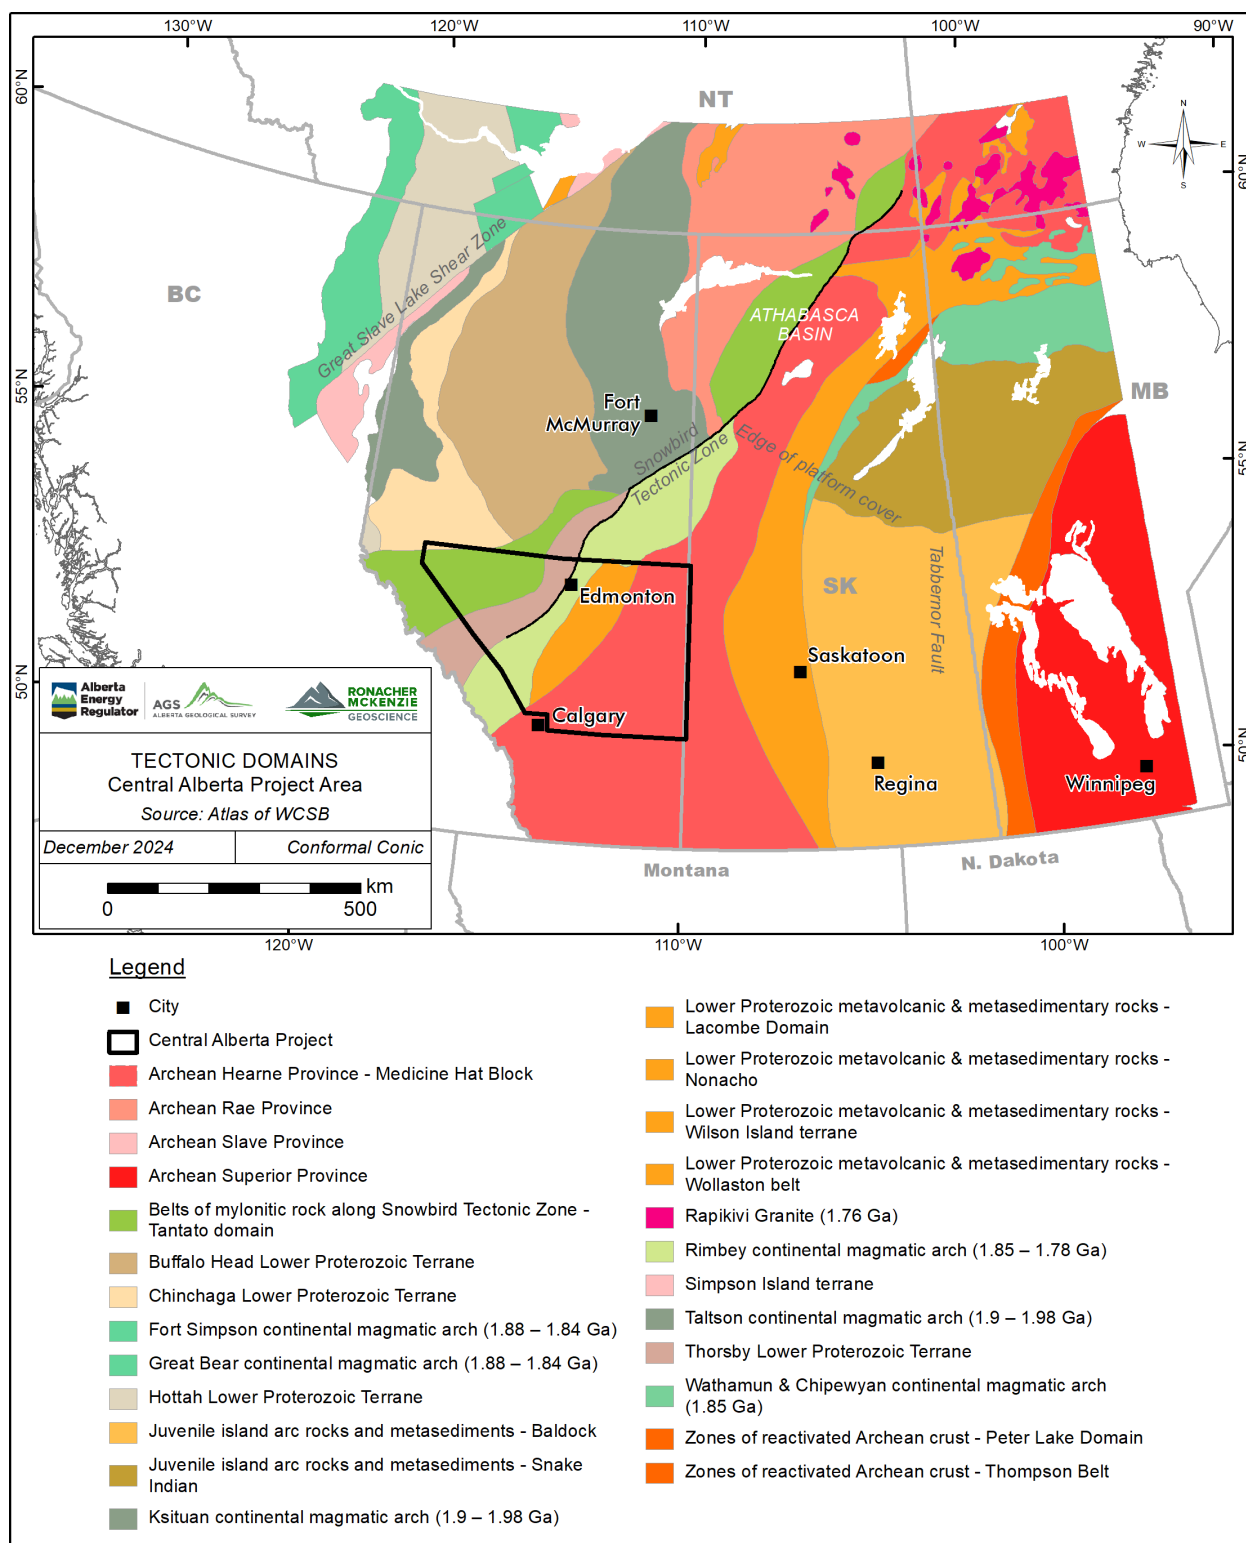 130°W
120°W
110°W
100°W
90°W
60°N
NT
N
W
E
S
60°N
Great Slave Lake Shear Zone
BC
ATHABASCA
BASIN
55°N
MB
Fort
McMurray
Snowbird
Tectonic Zone
Edge of platform cover
55°N
Tabbernor Fault
SK
Edmonton
Saskatoon
50°N
Calgary
50°N
Regina
Winnipeg
Alberta
Energy
Regulator
AGS
ALBERTA GEOLOGICAL SURVEY
RONACHER
MCKENZIE
GEOSCIENCE
TECTONIC DOMAINS
Central Alberta Project Area
Source: Atlas of WCSB
December 2024
Conformal Conic
km
0
500
Montana
N. Dakota
120°W
110°W
100°W
Legend
City
Central Alberta Project
Archean Hearne Province - Medicine Hat Block
Archean Rae Province
Archean Slave Province
Archean Superior Province
Belts of mylonitic rock along Snowbird Tectonic Zone -
Tantato domain
Buffalo Head Lower Proterozoic Terrane
Chinchaga Lower Proterozoic Terrane
Fort Simpson continental magmatic arch (1.88 – 1.84 Ga)
Great Bear continental magmatic arch (1.88 – 1.84 Ga)
Hottah Lower Proterozoic Terrane
Juvenile island arc rocks and metasediments - Baldock
Juvenile island arc rocks and metasediments - Snake
Indian
Ksituan continental magmatic arch (1.9 – 1.98 Ga)
Lower Proterozoic metavolcanic & metasedimentary rocks -
Lacombe Domain
Lower Proterozoic metavolcanic & metasedimentary rocks -
Nonacho
Lower Proterozoic metavolcanic & metasedimentary rocks -
Wilson Island terrane
Lower Proterozoic metavolcanic & metasedimentary rocks -
Wollaston belt
Rapikivi Granite (1.76 Ga)
Rimbey continental magmatic arch (1.85 – 1.78 Ga)
Simpson Island terrane
Taltson continental magmatic arch (1.9 – 1.98 Ga)
Thorsby Lower Proterozoic Terrane
Wathamun & Chipewyan continental magmatic arch
(1.85 Ga)
Zones of reactivated Archean crust - Peter Lake Domain
Zones of reactivated Archean crust - Thompson Belt